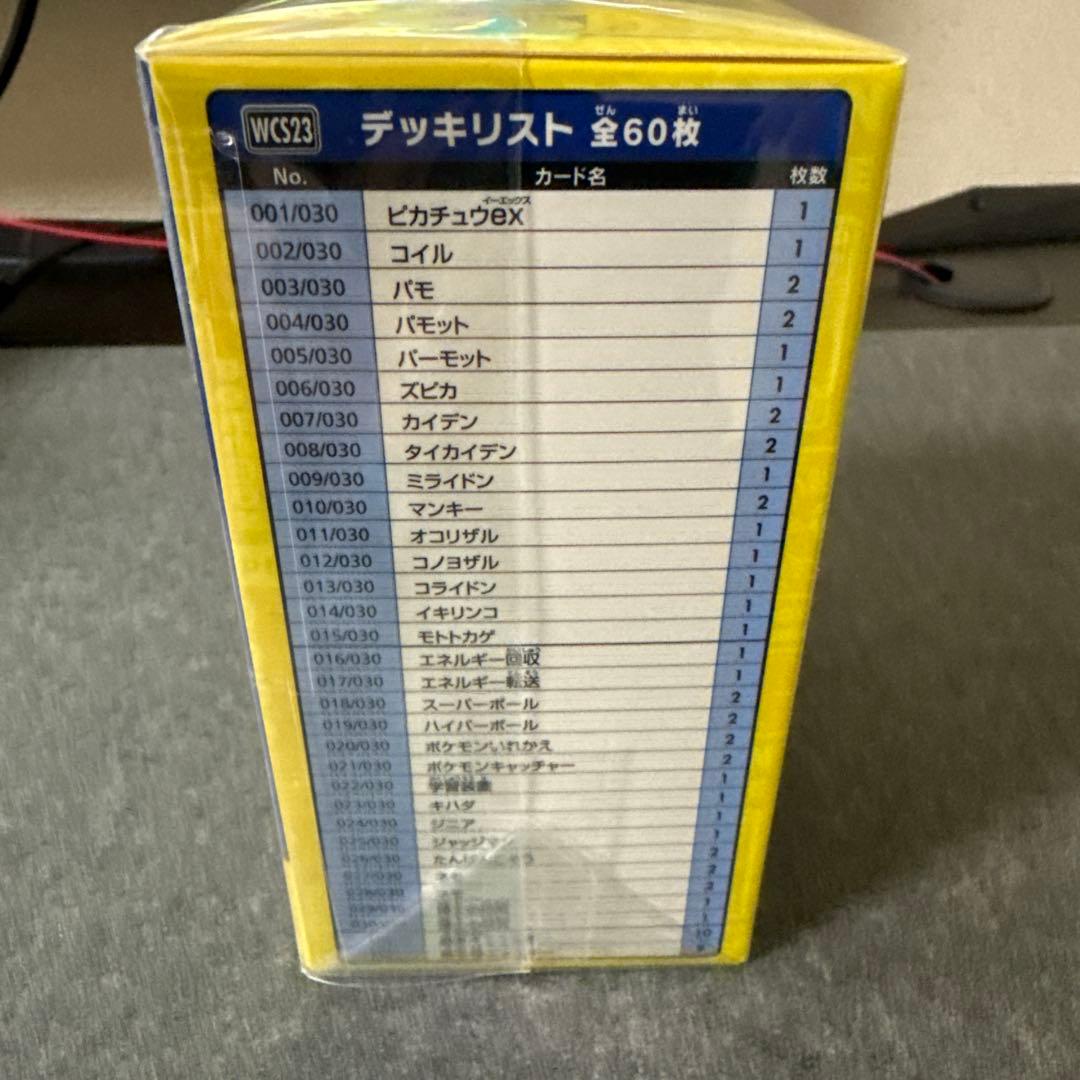 WCS23 デッキリスト 全60枚
No. カード名 枚数
001/030 ピカチュウex 1
002/030 コイル 1
003/030 パモ 2
004/030 パモット 2
005/030 パーモット 1
006/030 ズピカ 1
007/030 カイデン 2
008/030 タイカイデン 2
009/030 ミライドン 1
010/030 マンキー 2
011/030 オコリザル 1
012/030 コノヨザル 1
013/030 コライドン 1
014/030 イキリンコ 1
015/030 モトトカゲ 1
016/030 エネルギー回収 1
017/030 エネルギー転送 1
018/030 スーパーボール 2
019/030 ハイパーボール 2
020/030 ポケモンいれかえ 2
021/030 ポケモンキャッチャー 2
022/030 学習装置 1
023/030 キハダ 1
024/030 ジニア 1
025/030 1
026/030 2